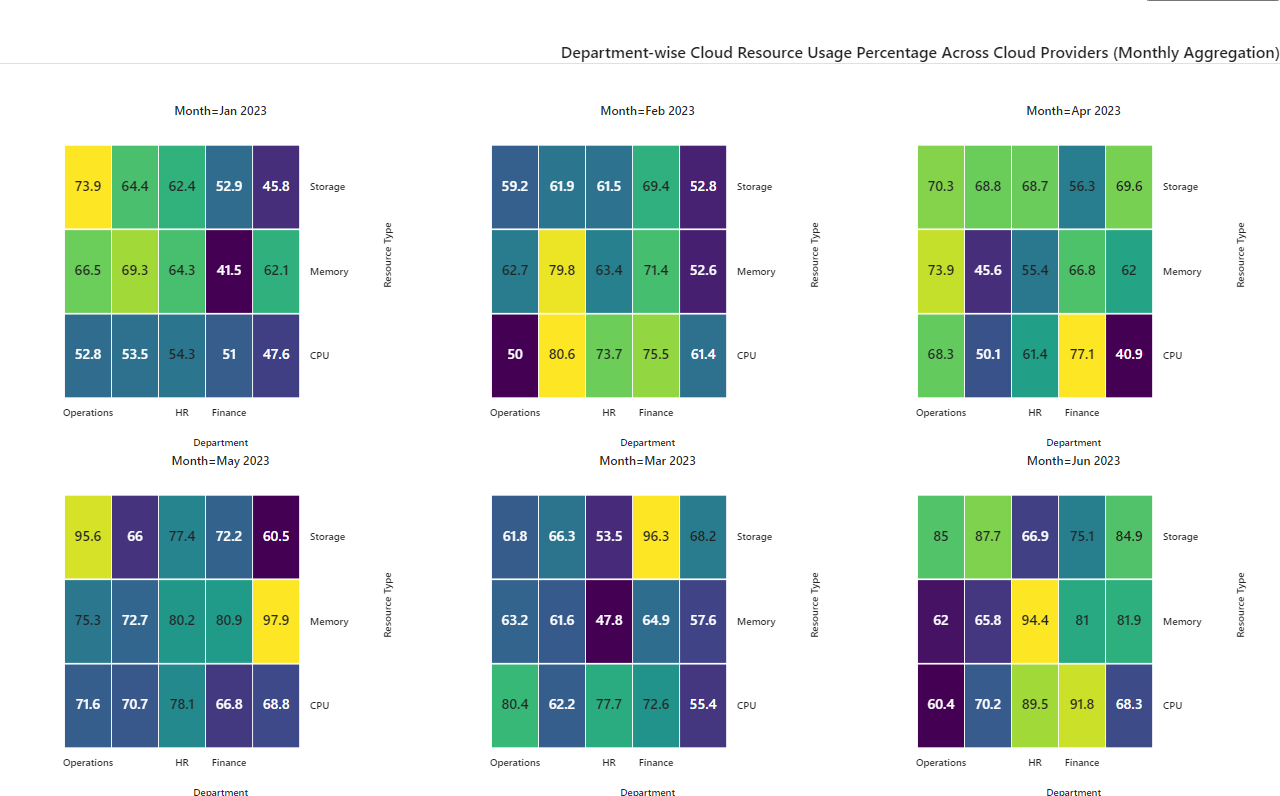 Department-wise Cloud Resource Usage Percentage Across Cloud Providers (Monthly Aggregation)
Month=Jan 2023
73.9 64.4 62.4 52.9 45.8 Storage
66.5 69.3 64.3 41.5 62.1 Memory
52.8 53.5 54.3 51 47.6 CPU
Resource Type
Operations HR Finance
Department
Month=Feb 2023
59.2 61.9 61.5 69.4 52.8 Storage
62.7 79.8 63.4 71.4 52.6 Memory
50 80.6 73.7 75.5 61.4 CPU
Resource Type
Operations HR Finance
Department
Month=Apr 2023
70.3 68.8 68.7 56.3 69.6 Storage
73.9 45.6 55.4 66.8 62 Memory
68.3 50.1 61.4 77.1 40.9 CPU
Resource Type
Operations HR Finance
Department
Month=May 2023
95.6 66 77.4 72.2 60.5 Storage
75.3 72.7 80.2 80.9 97.9 Memory
71.6 70.7 78.1 66.8 68.8 CPU
Resource Type
Operations HR Finance
Department
Month=Mar 2023
61.8 66.3 53.5 96.3 68.2 Storage
63.2 61.6 47.8 64.9 57.6 Memory
80.4 62.2 77.7 72.6 55.4 CPU
Resource Type
Operations HR Finance
Department
Month=Jun 2023
85 87.7 66.9 75.1 84.9 Storage
62 65.8 94.4 81 81.9 Memory
60.4 70.2 89.5 91.8 68.3 CPU
Resource Type
Operations HR Finance
Department